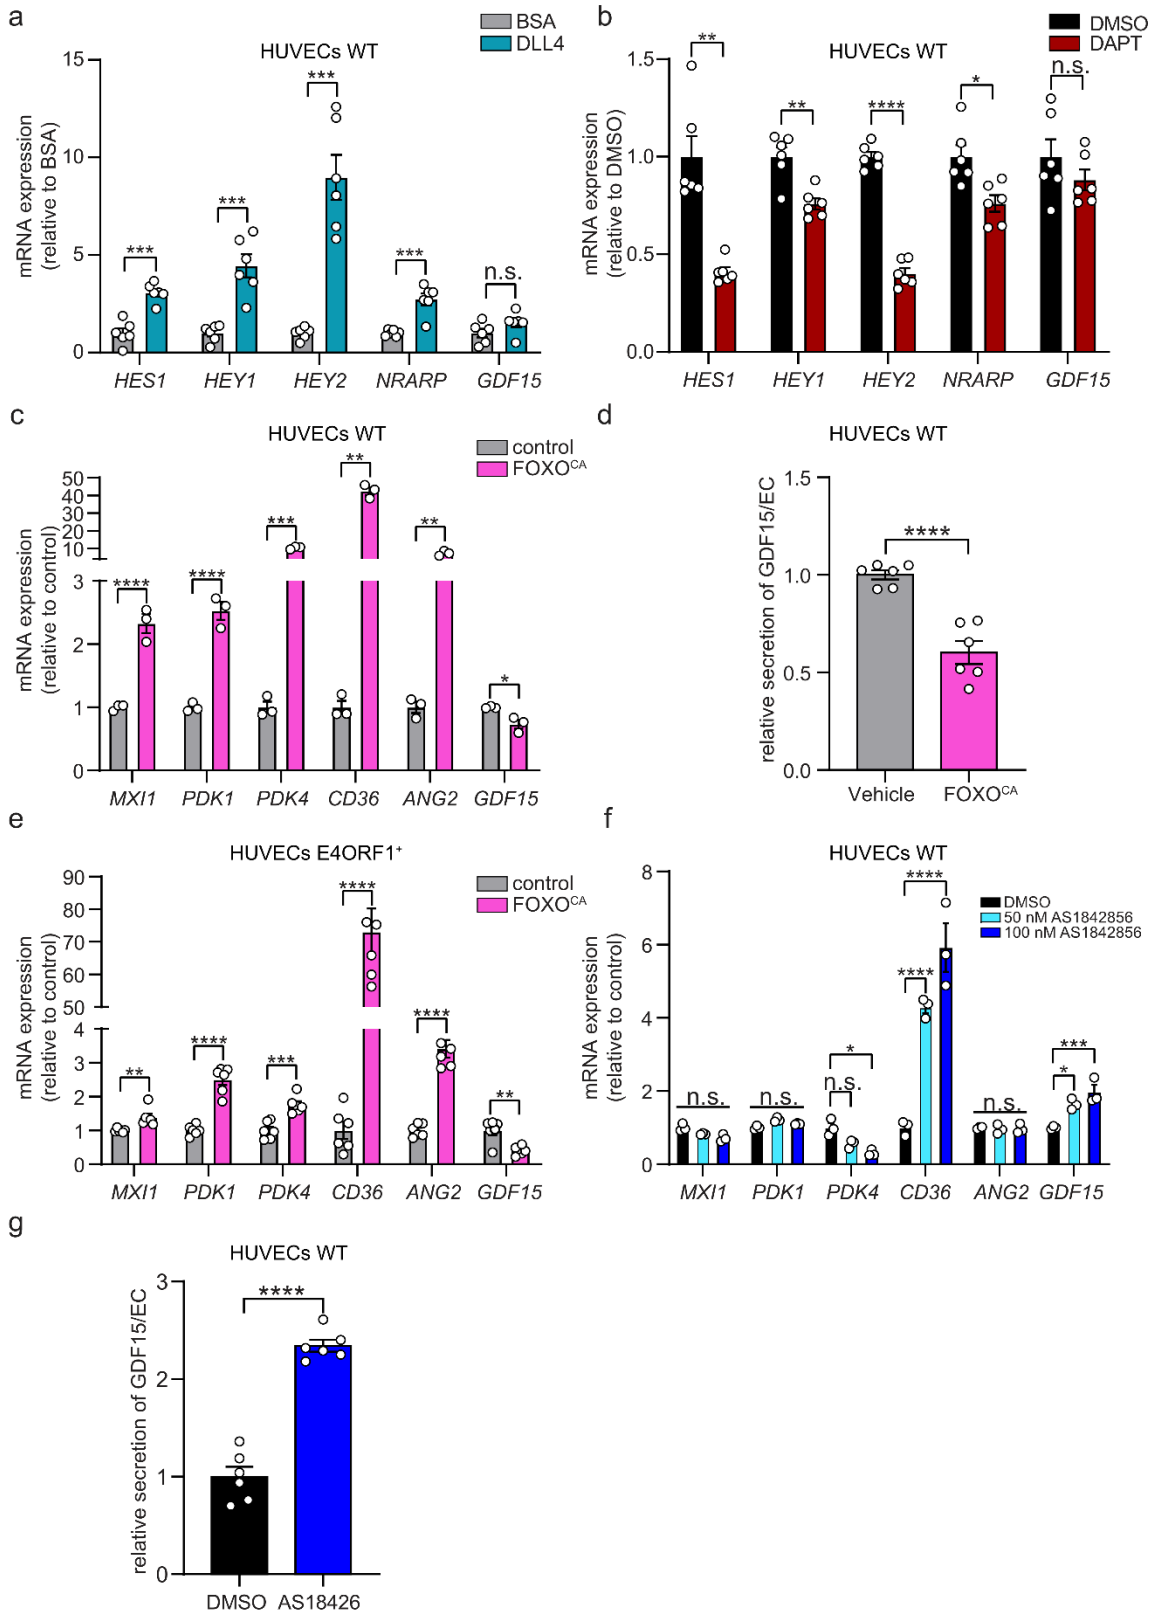 a
BSA
DLL4
HUVECs WT
mRNA expression
(relative to BSA)
15
10
5
0
***
***
***
***
n.s.
HES1 HEY1 HEY2 NRARP GDF15
b
DMSO
DAPT
HUVECs WT
mRNA expression
(relative to DMSO)
1.5
1.0
0.5
0.0
**
**
****
*
n.s.
HES1 HEY1 HEY2 NRARP GDF15
c
HUVECs WT
control
FOXOCA
mRNA expression
(relative to control)
50
40
30
20
10
3
2
1
0
****
****
***
**
**
*
MXI1 PDK1 PDK4 CD36 ANG2 GDF15
d
HUVECs WT
relative secretion of GDF15/EC
1.5
1.0
0.5
0.0
****
Vehicle FOXOCA
e
HUVECs E4ORF1+
control
FOXOCA
mRNA expression
(relative to control)
90
80
70
60
50
4
3
2
1
0
**
****
***
****
****
**
MXI1 PDK1 PDK4 CD36 ANG2 GDF15
f
HUVECs WT
DMSO
50 nM AS1842856
100 nM AS1842856
mRNA expression
(relative to control)
8
6
4
2
0
n.s.
n.s.
n.s.
*
****
****
n.s.
*
***
MXI1 PDK1 PDK4 CD36 ANG2 GDF15
g
HUVECs WT
relative secretion of GDF15/EC
3
2
1
0
****
DMSO AS18426